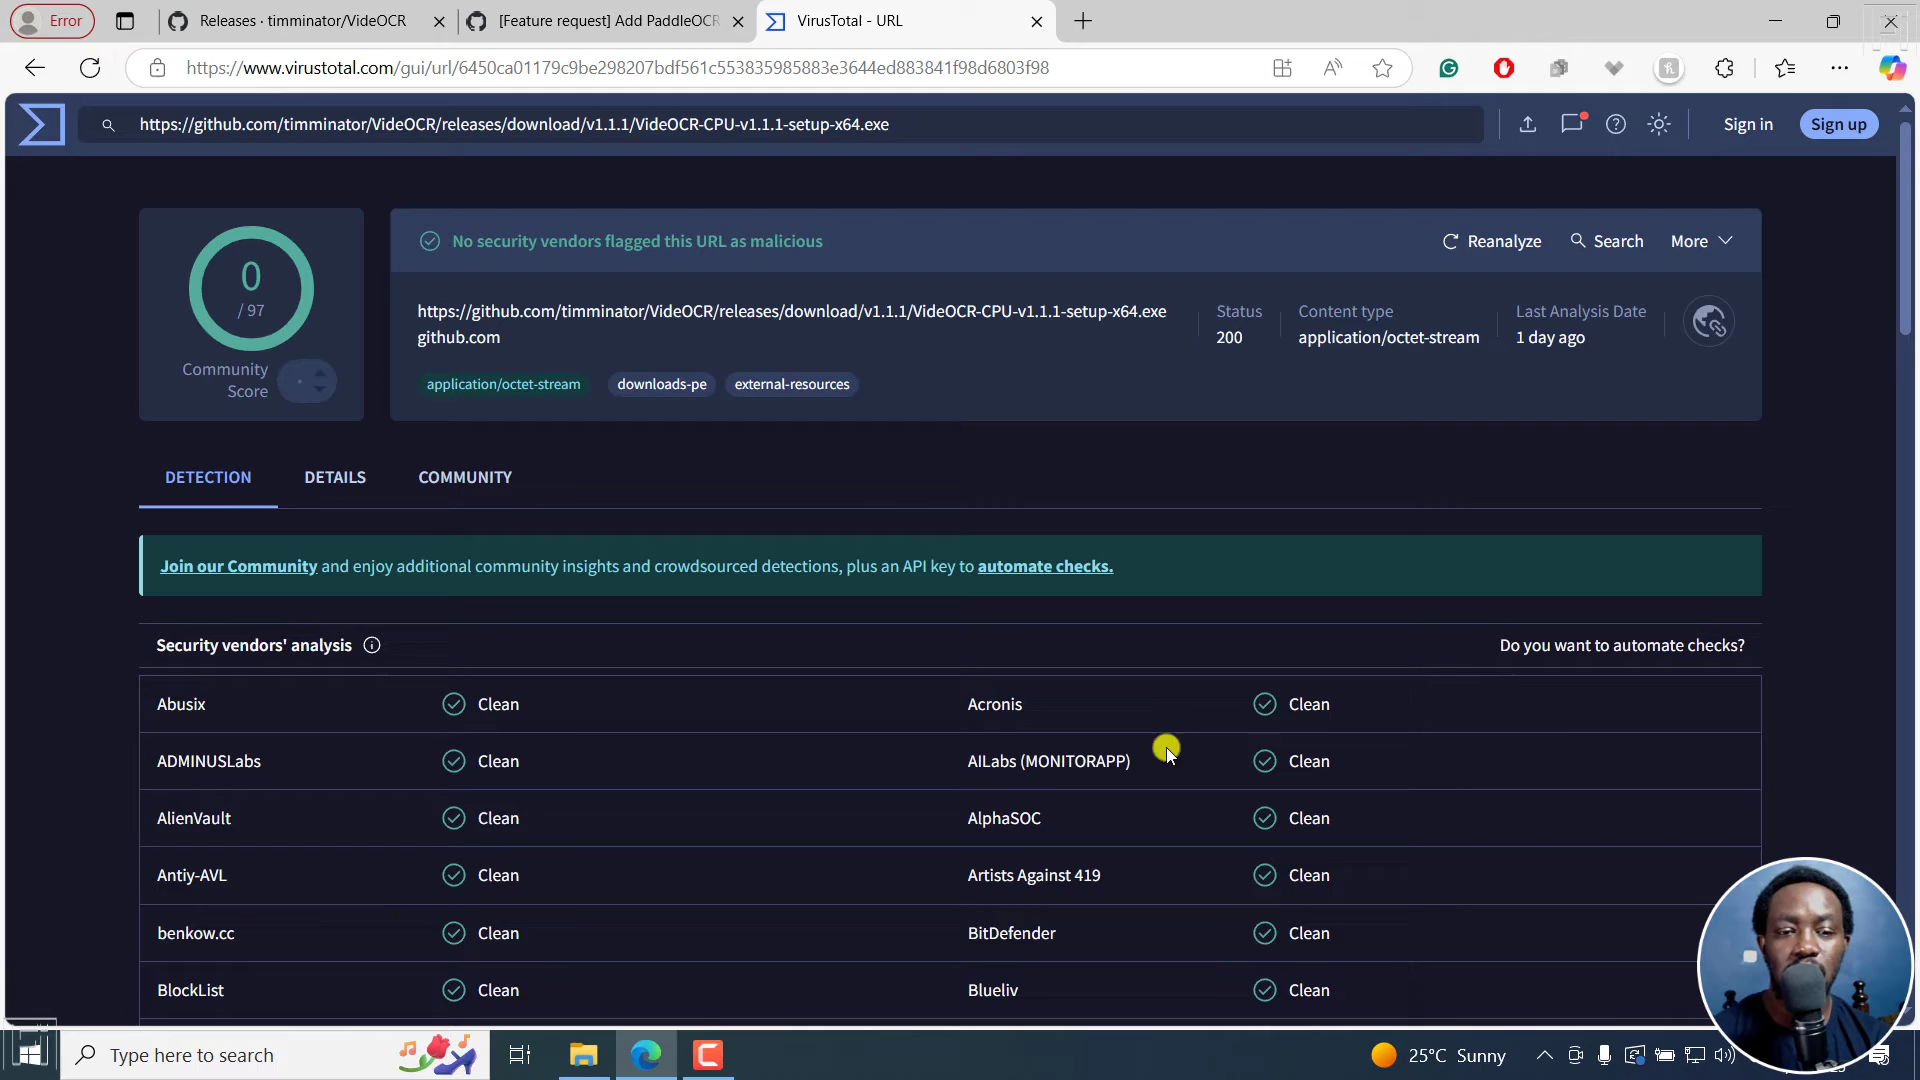 Error
Releases · timminator/VideOCR
[Feature request] Add PaddleOCR
VirusTotal - URL
https://www.virustotal.com/gui/url/6450ca01179c9be298207bdf561c553835985883e3644ed883841f98d6803f98
https://github.com/timminator/VideOCR/releases/download/v1.1.1/VideOCR-CPU-v1.1.1-setup-x64.exe
Sign in
Sign up
0
/ 97
Community
Score
No security vendors flagged this URL as malicious
Reanalyze
Search
More
https://github.com/timminator/VideOCR/releases/download/v1.1.1/VideOCR-CPU-v1.1.1-setup-x64.exe
github.com
Status
200
Content type
application/octet-stream
Last Analysis Date
1 day ago
application/octet-stream
downloads-pe
external-resources
DETECTION
DETAILS
COMMUNITY
Join our Community and enjoy additional community insights and crowdsourced detections, plus an API key to automate checks.
Security vendors' analysis
Do you want to automate checks?
Abusix Clean Acronis Clean
ADMINUSLabs Clean AILabs (MONITORAPP) Clean
AlienVault Clean AlphaSOC Clean
Antiy-AVL Clean Artists Against 419 Clean
benkow.cc Clean BitDefender Clean
BlockList Clean Blueliv Clean
Type here to search
25°C Sunny